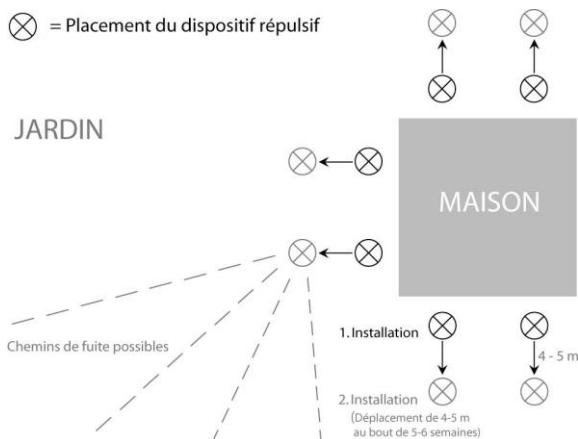 = Placement du dispositif répulsif
JARDIN
MAISON
Chemins de fuite possibles
1. Installation
4 - 5 m
2. Installation
(Déplacement de 4-5 m
au bout de 5-6 semaines)